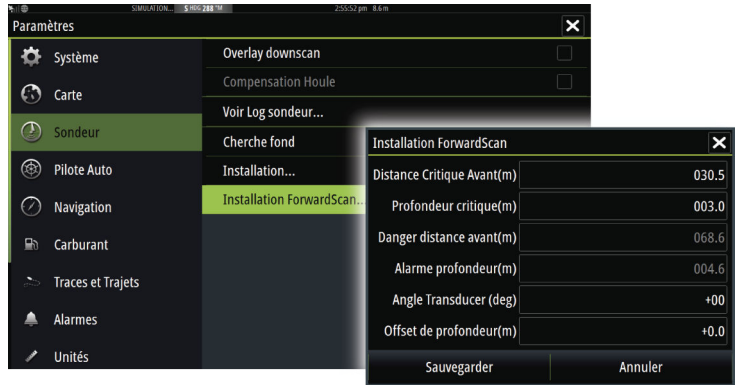 SIMULATION... S HDG 288 °M 2:55:52 pm 8.6 m
Paramètres
Système
Carte
Sondeur
Pilote Auto
Navigation
Carburant
Traces et Trajets
Alarmes
Unités
Overlay downscan
Compensation Houle
Voir Log sondeur...
Cherche fond
Installation...
Installation ForwardScan...
Installation ForwardScan
Distance Critique Avant(m) 030.5
Profondeur critique(m) 003.0
Danger distance avant(m) 068.6
Alarme profondeur(m) 004.6
Angle Transducer (deg) +00
Offset de profondeur(m) +0.0
Sauvegarder Annuler